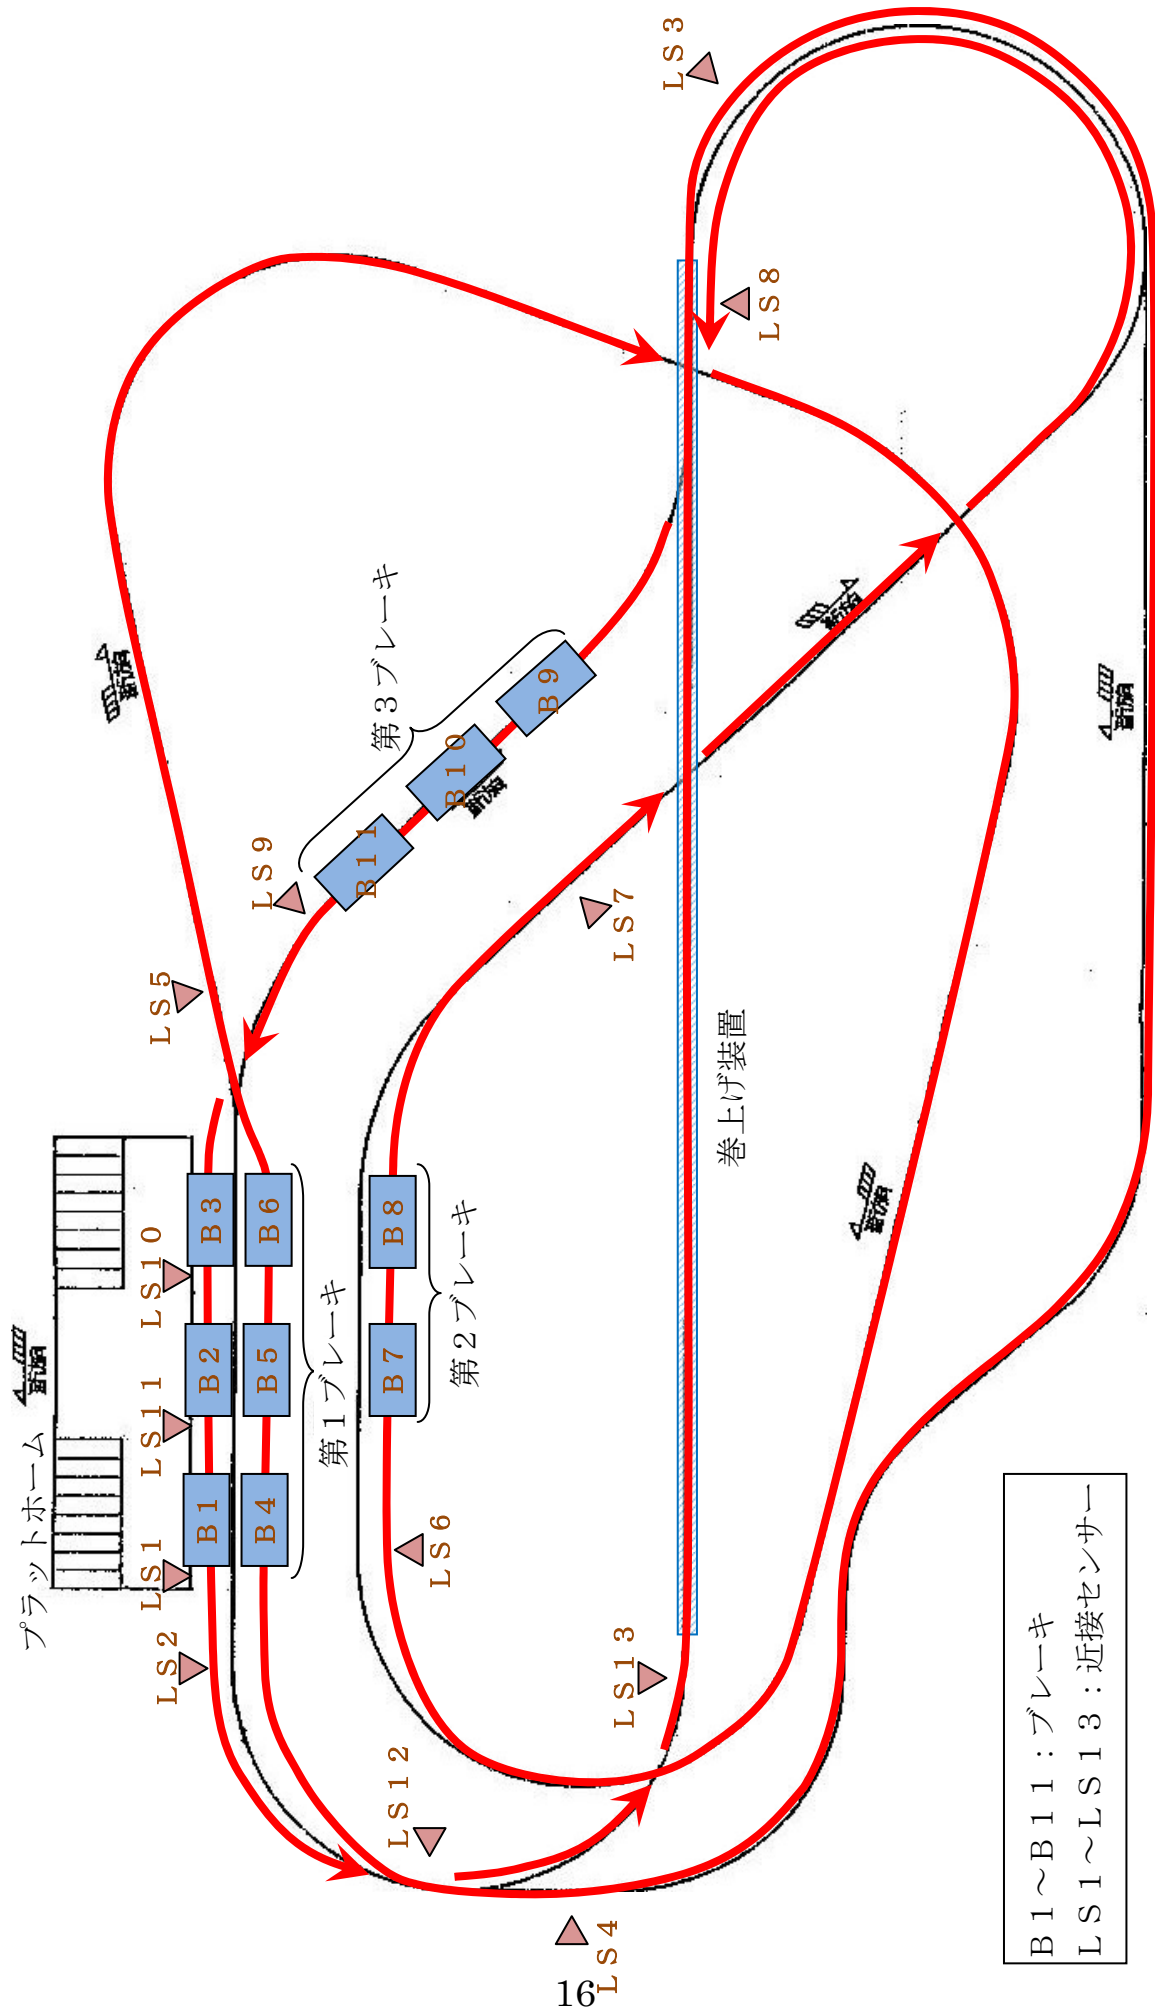 プラットホーム
ＬＳ２
ＬＳ１
ＬＳ１１
ＬＳ１０
ＬＳ５
Ｂ１
Ｂ２
Ｂ３
ＬＳ９
Ｂ４
Ｂ５
Ｂ６
第１ブレーキ
Ｂ１１
Ｂ１０
Ｂ９
第３ブレーキ
ＬＳ１２
Ｂ７
Ｂ８
ＬＳ６
第２ブレーキ
ＬＳ４
ＬＳ１３
ＬＳ７
ＬＳ３
巻上げ装置
ＬＳ８
Ｂ１～Ｂ１１：ブレーキ
ＬＳ１～ＬＳ１３：近接センサー
16